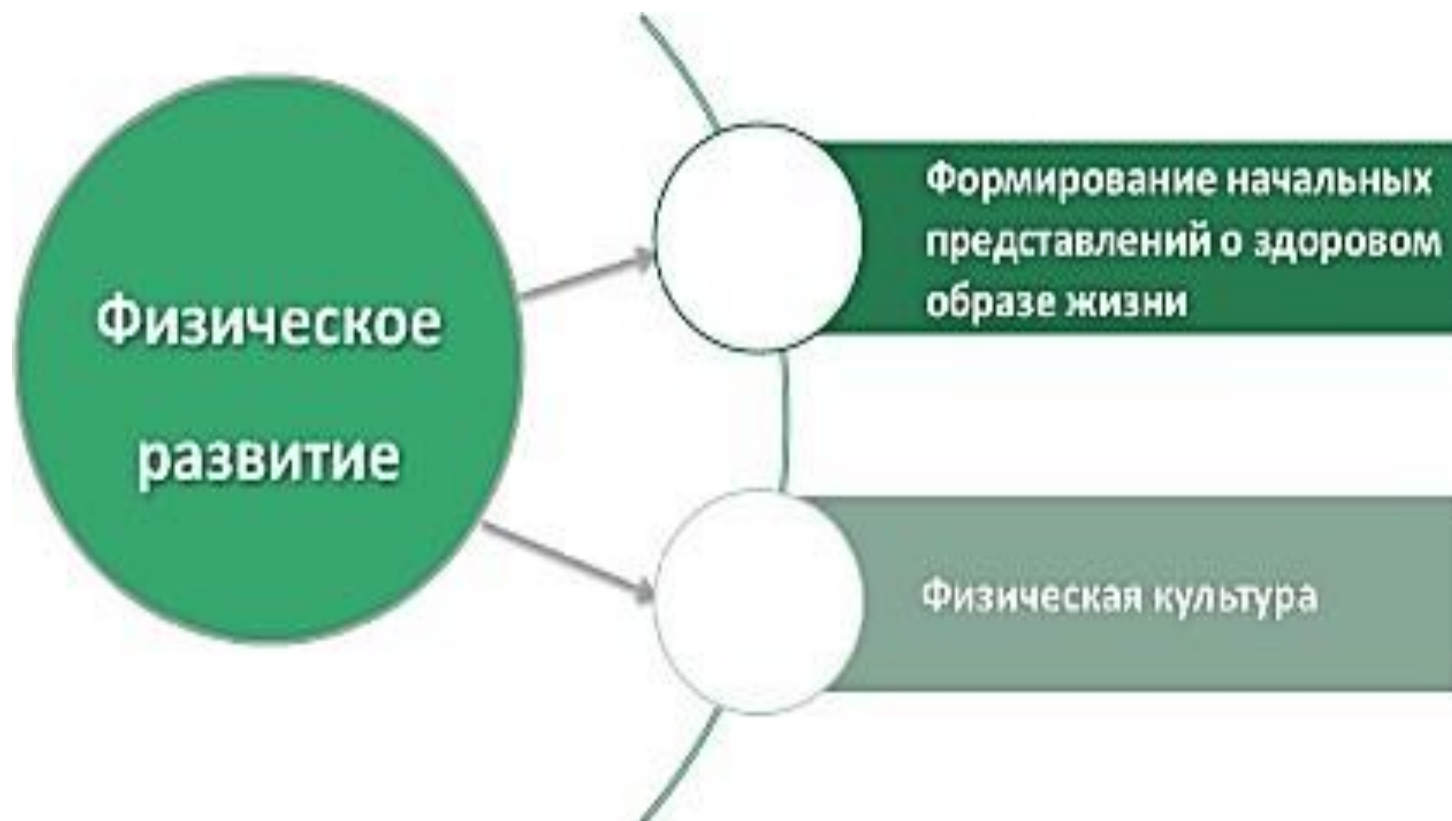 Физическое
развитие
Формирование начальных
представлений о здоровом
образе жизни
Физическая культура